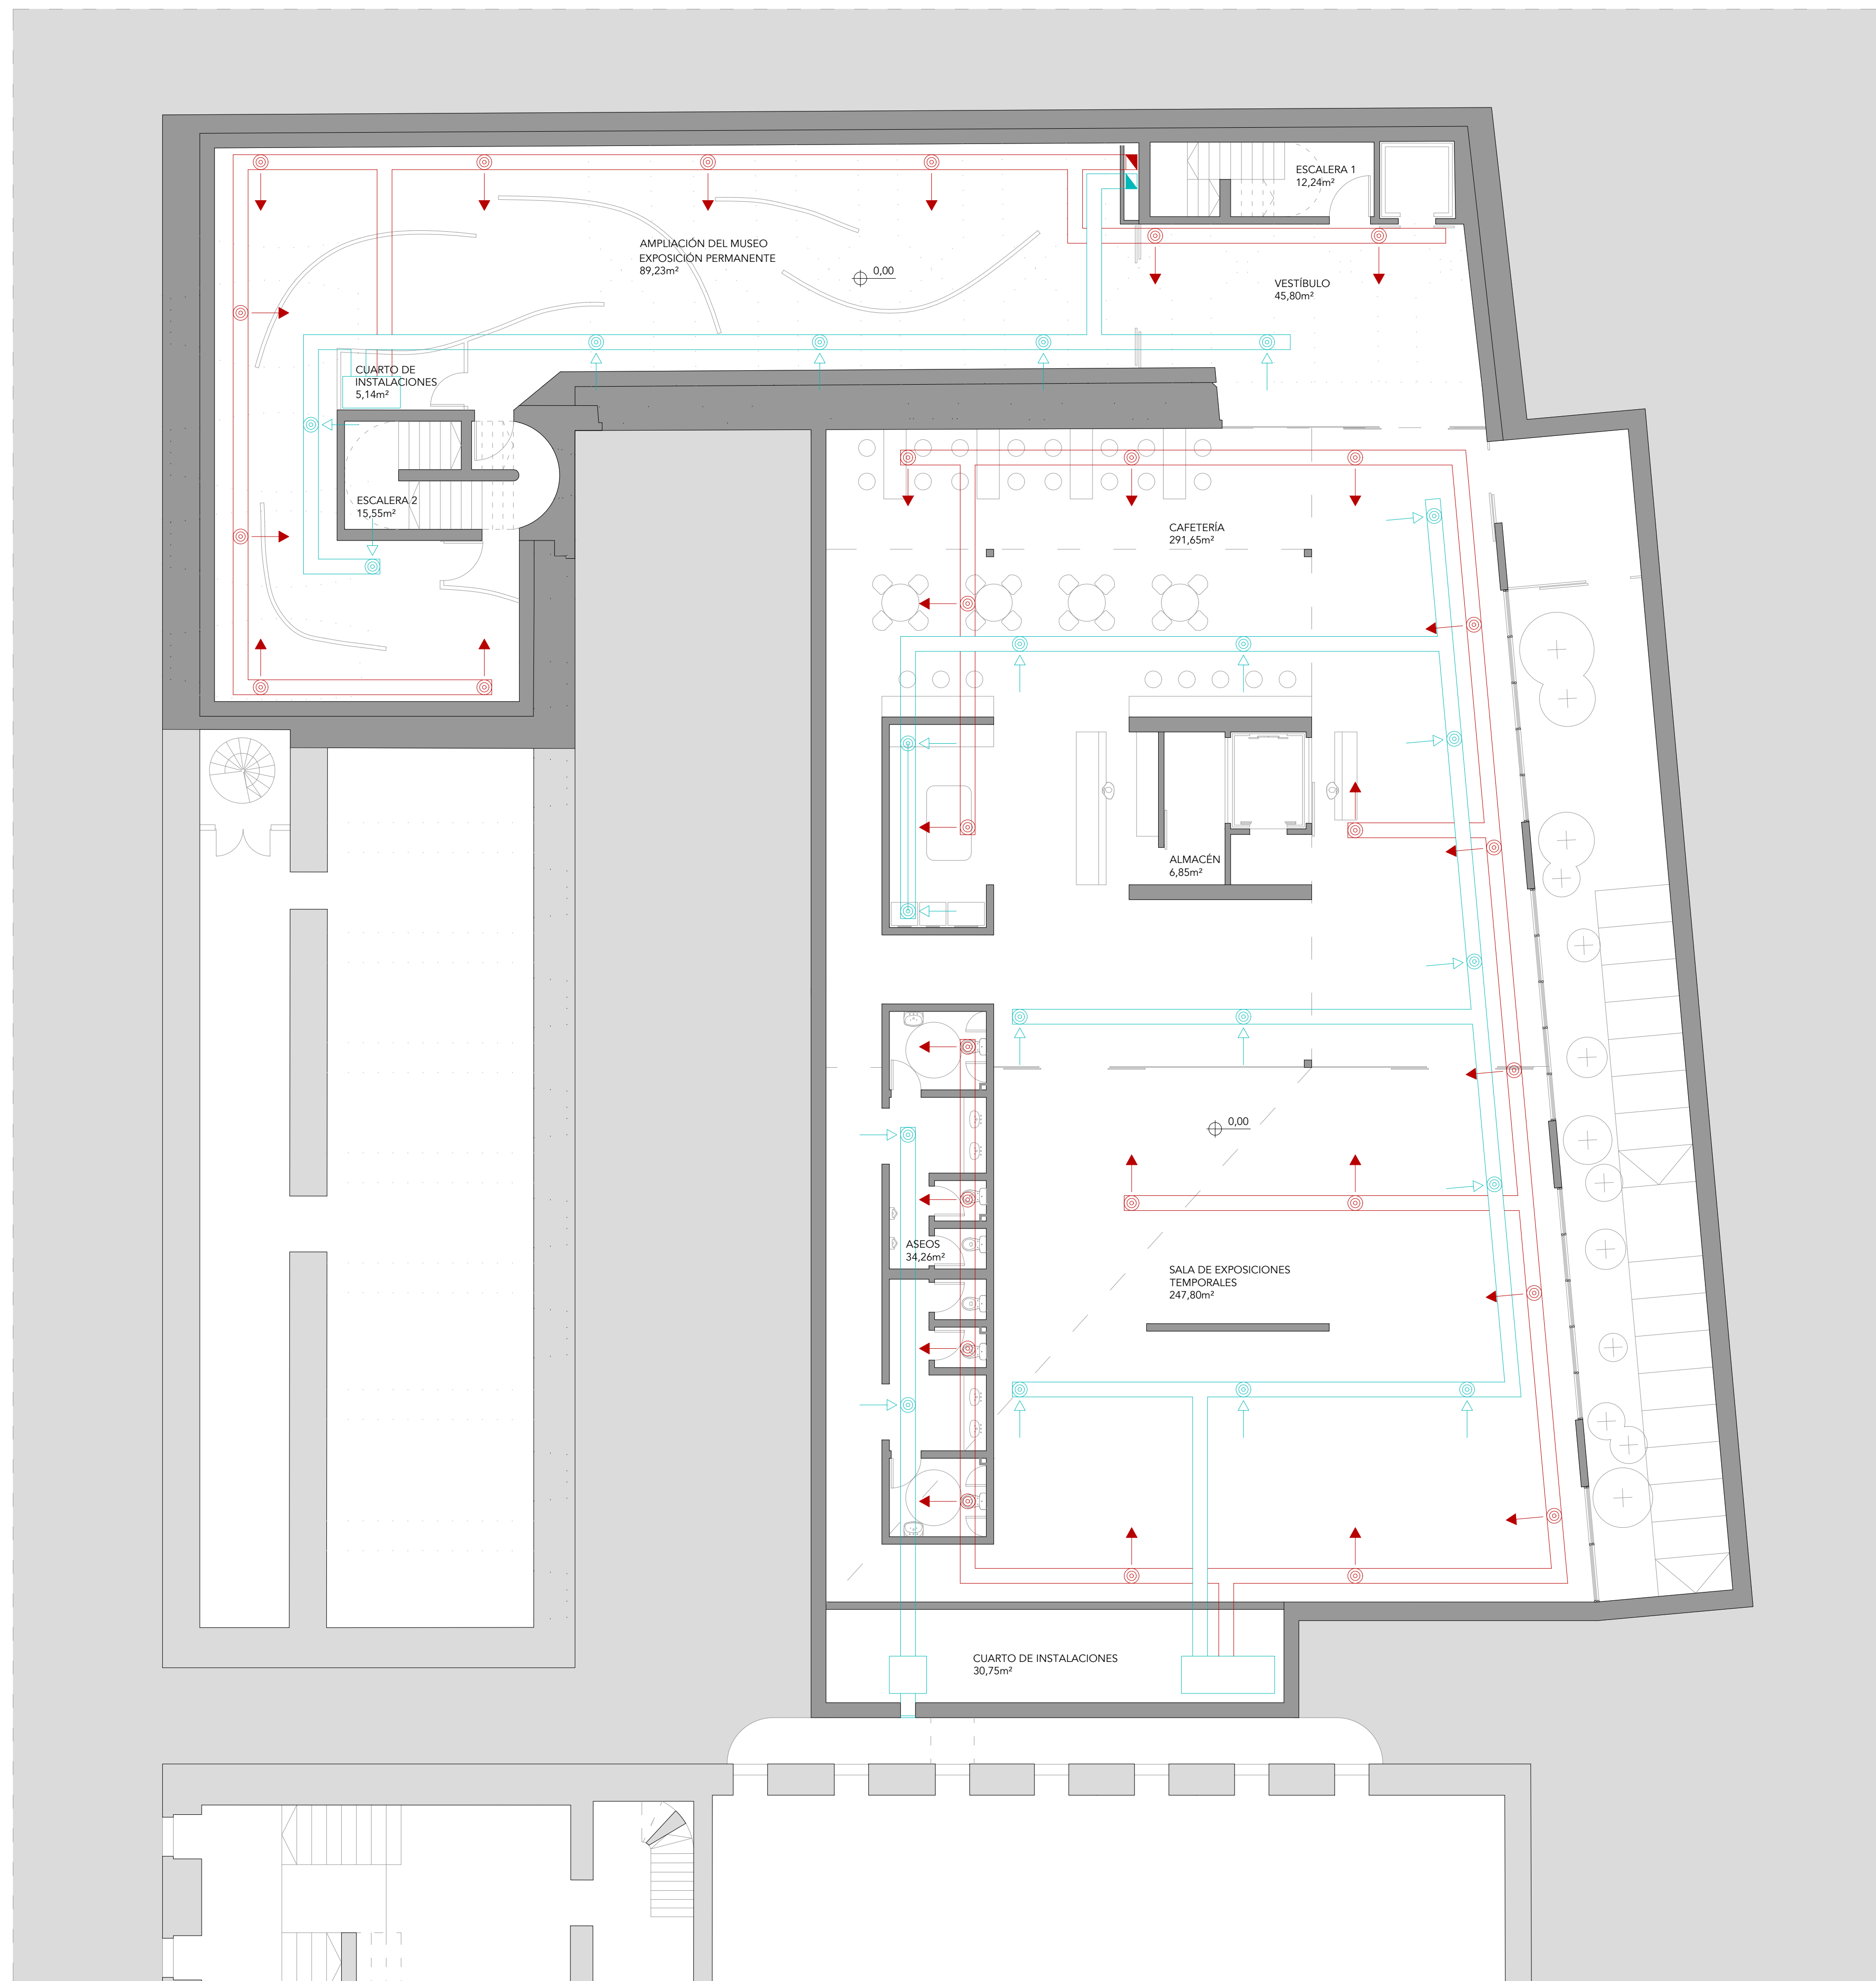 ESCALERA 1
12,24m²
AMPLIACIÓN DEL MUSEO
EXPOSICIÓN PERMANENTE
89,23m²
0,00
VESTÍBULO
45,80m²
CUARTO DE
INSTALACIONES
5,14m²
ESCALERA 2
15,55m²
CAFETERÍA
291,65m²
ALMACÉN
6,85m²
0,00
ASEOS
34,26m²
SALA DE EXPOSICIONES
TEMPORALES
247,80m²
CUARTO DE INSTALACIONES
30,75m²